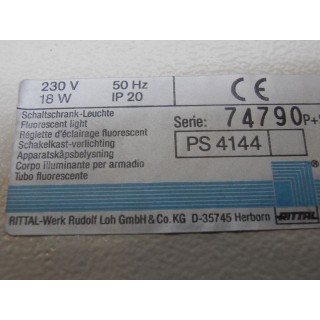 230 V 50 Hz
18 W IP 20
CE
Schaftschrank-Leuchte
Fluorescent light
Réglette d'éclairage fluorescent
Schakelkast-verlichting
Apparatskåpsbelysning
Corpo illuminante per armadio
Tubo fluorescente
Serie: 74790 P+
PS 4144
RITTAL-Werk Rudolf Loh GmbH & Co. KG D-35745 Herborn
RITTAL
®